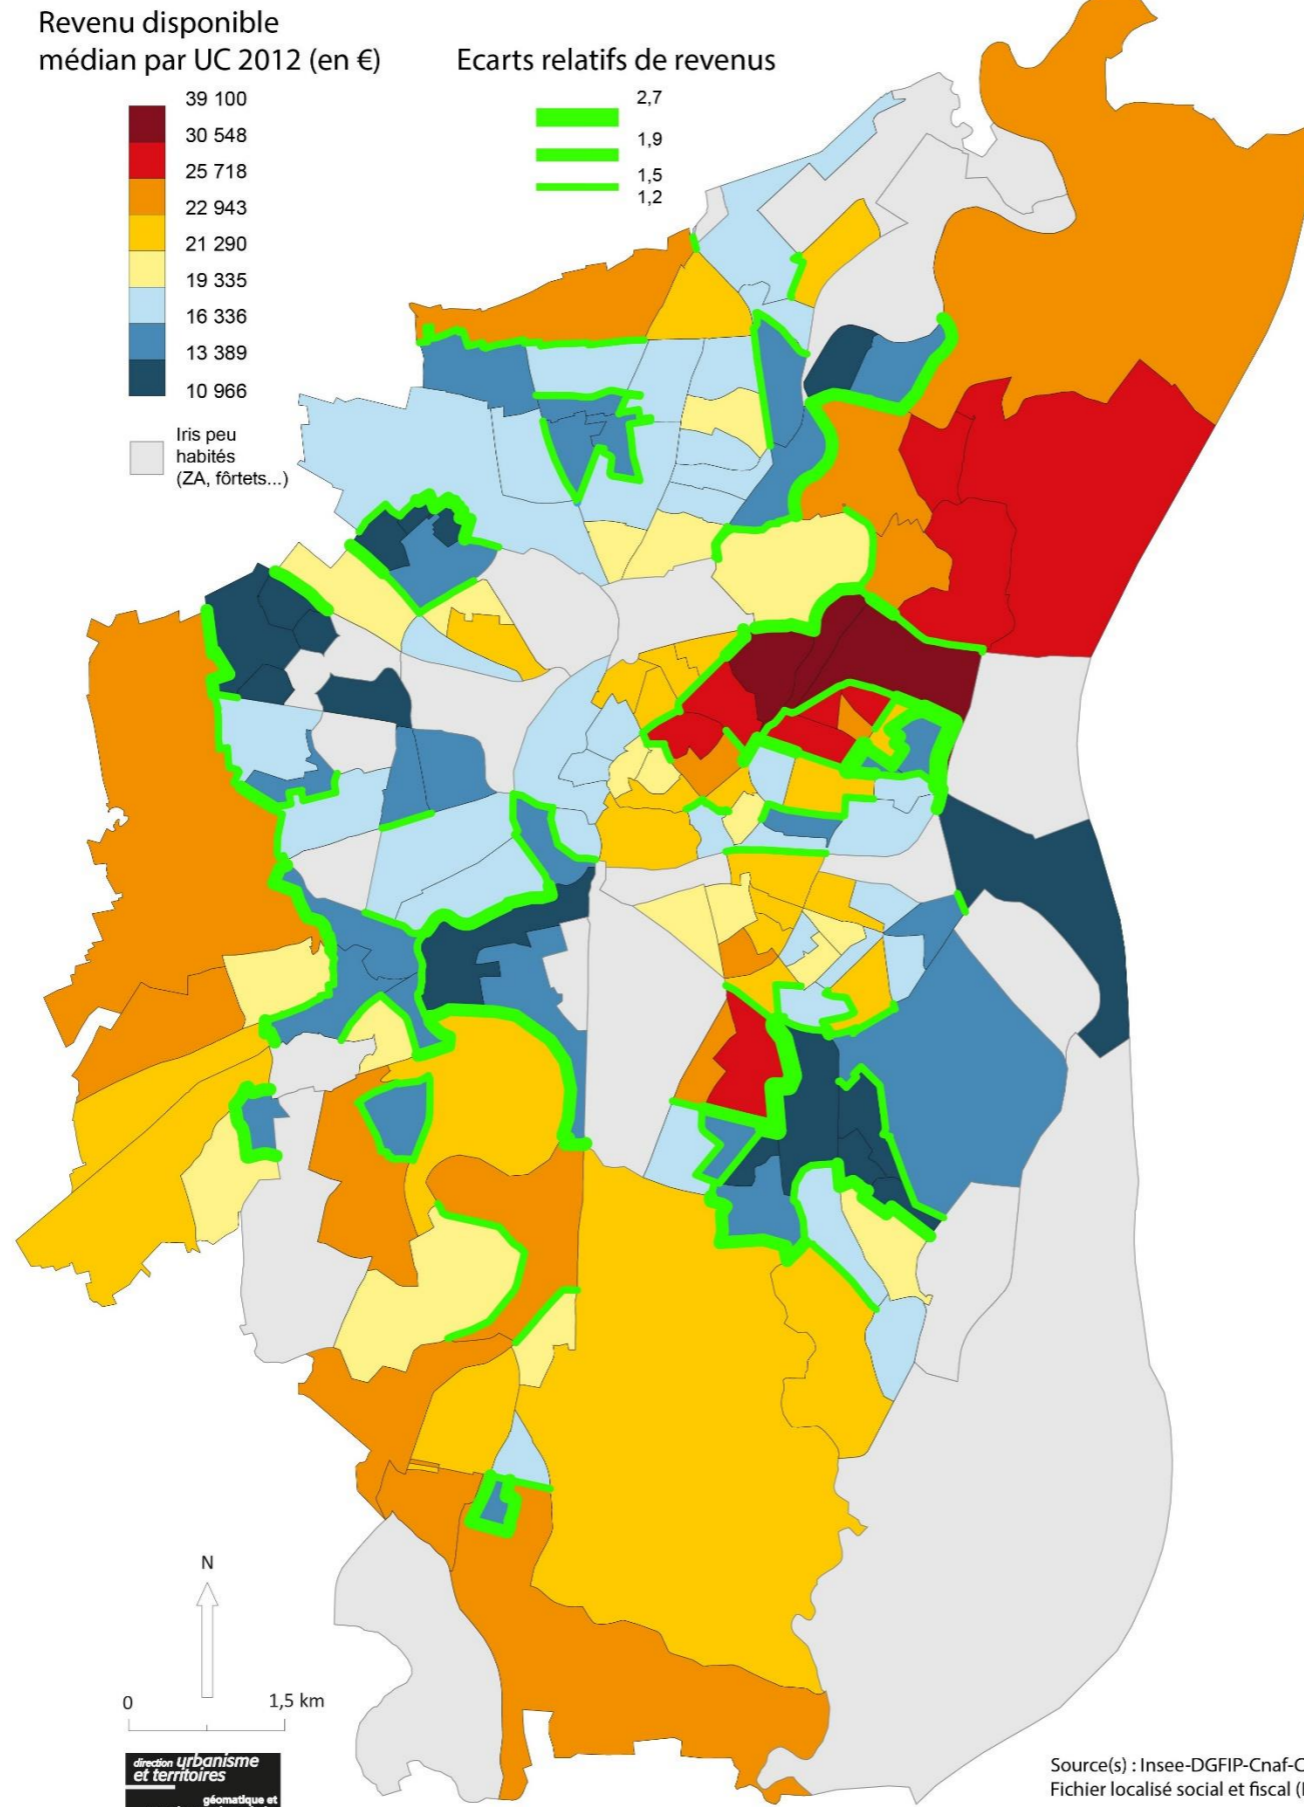 Revenu disponible
médian par UC 2012 (en €)
39 100
30 548
25 718
22 943
21 290
19 335
16 336
13 389
10 966
Iris peu
habités
(ZA, fôrtets...)
Ecarts relatifs de revenus
2,7
1,9
1,5
1,2
N
0 1,5 km
direction urbanisme
et territoires
géomatique et
Source(s) : Insee-DGFIP-Cnaf-C
Fichier localisé social et fiscal (